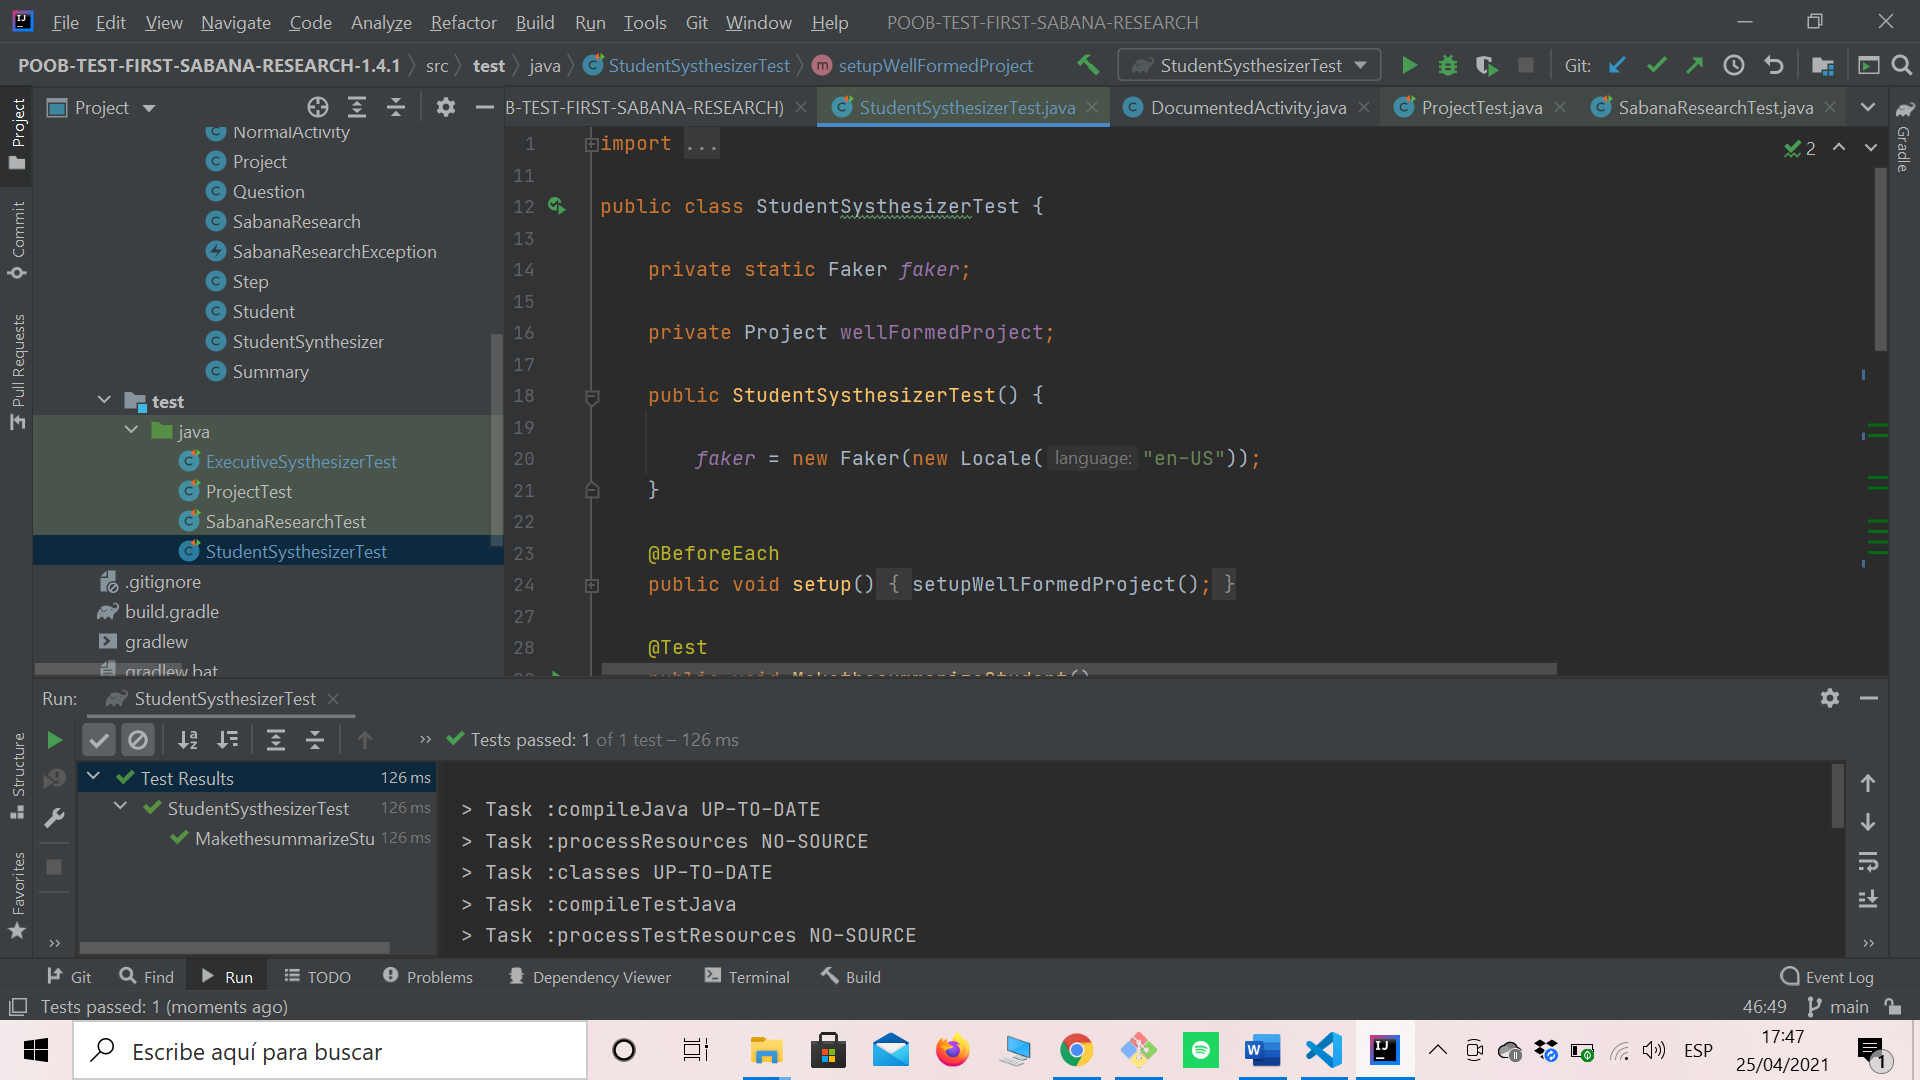 File Edit View Navigate Code Analyze Refactor Build Run Tools Git Window Help POOB-TEST-FIRST-SABANA-RESEARCH
POOB-TEST-FIRST-SABANA-RESEARCH-1.4.1 src test java StudentSysthesizerTest setupWellFormedProject StudentSysthesizerTest Git:
Project B-TEST-FIRST-SABANA-RESEARCH) StudentSysthesizerTest.java DocumentedActivity.java ProjectTest.java SabanaResearchTest.java
Project
Commit
Pull Requests
Structure
Favorites
Gradle
NormalActivity
Project
Question
SabanaResearch
SabanaResearchException
Step
Student
StudentSynthesizer
Summary
test
java
ExecutiveSysthesizerTest
ProjectTest
SabanaResearchTest
StudentSysthesizerTest
.gitignore
build.gradle
gradlew
gradlew.bat
2
1 import ...
11
12 public class StudentSysthesizerTest {
13
14 private static Faker faker;
15
16 private Project wellFormedProject;
17
18 public StudentSysthesizerTest() {
19
20 faker = new Faker(new Locale( language: "en-US"));
21 }
22
23 @BeforeEach
24 public void setup() { setupWellFormedProject(); }
27
28 @Test
public void MakethesummarizeStudent()
Run: StudentSysthesizerTest
Tests passed: 1 of 1 test – 126 ms
Test Results 126 ms
StudentSysthesizerTest 126 ms
MakethesummarizeStu 126 ms
> Task :compileJava UP-TO-DATE
> Task :processResources NO-SOURCE
> Task :classes UP-TO-DATE
> Task :compileTestJava
> Task :processTestResources NO-SOURCE
Git Find Run TODO Problems Dependency Viewer Terminal Build Event Log
Tests passed: 1 (moments ago) 46:49 main
Escribe aquí para buscar
ESP
17:47
25/04/2021
1